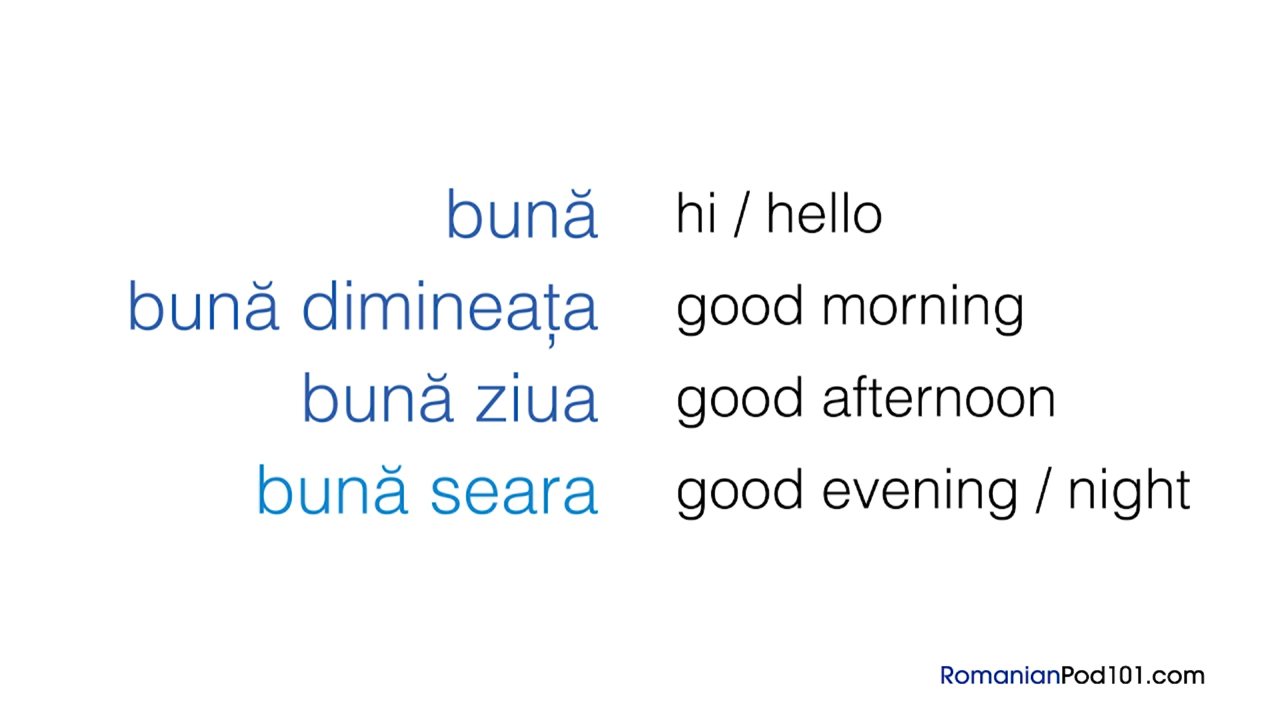 bună hi / hello
bună dimineața good morning
bună ziua good afternoon
bună seara good evening / night
RomanianPod101.com